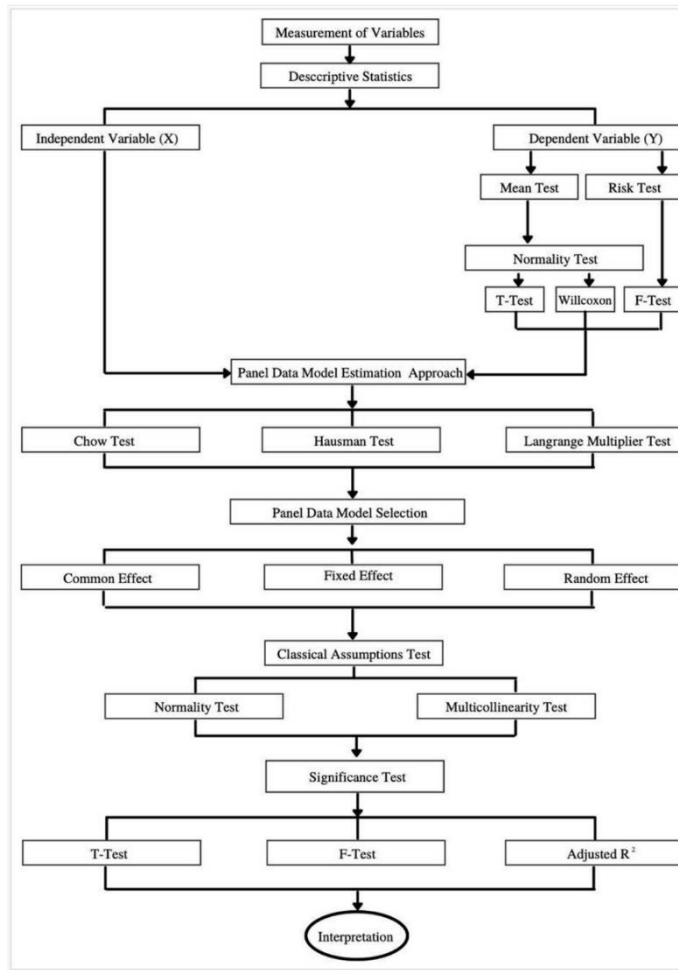 Measurement of Variables
Desccriptive Statistics
Independent Variable (X)
Dependent Variable (Y)
Mean Test
Risk Test
Normality Test
T-Test
Willcoxon
F-Test
Panel Data Model Estimation Approach
Chow Test
Hausman Test
Langrange Multiplier Test
Panel Data Model Selection
Common Effect
Fixed Effect
Random Effect
Classical Assumptions Test
Normality Test
Multicollinearity Test
Significance Test
T-Test
F-Test
Adjusted R²
Interpretation